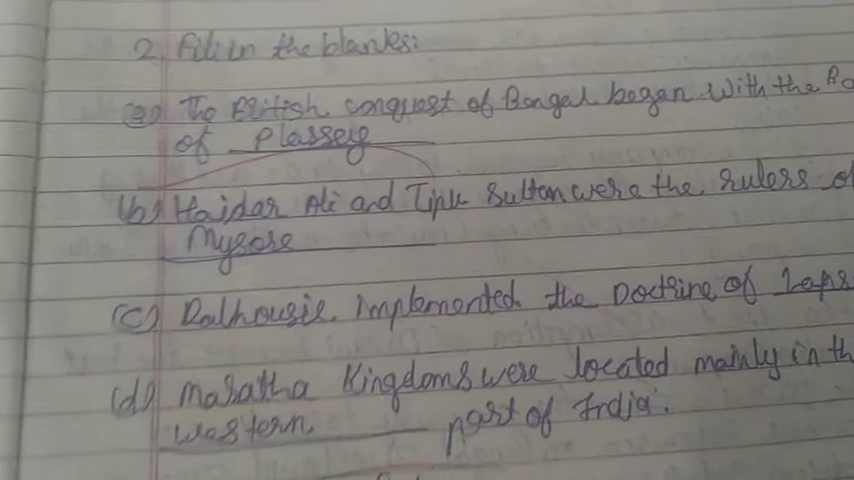 2. Fill in the blanks:
(a) The British conquest of Bengal began with the
of Plassey
(b) Haidar Ali and Tipu Sultan were the rulers of
Mysore
(c) Dalhousie implemented the Doctrine of Laps
(d) Maratha Kingdoms were located mainly in th
western part of India.